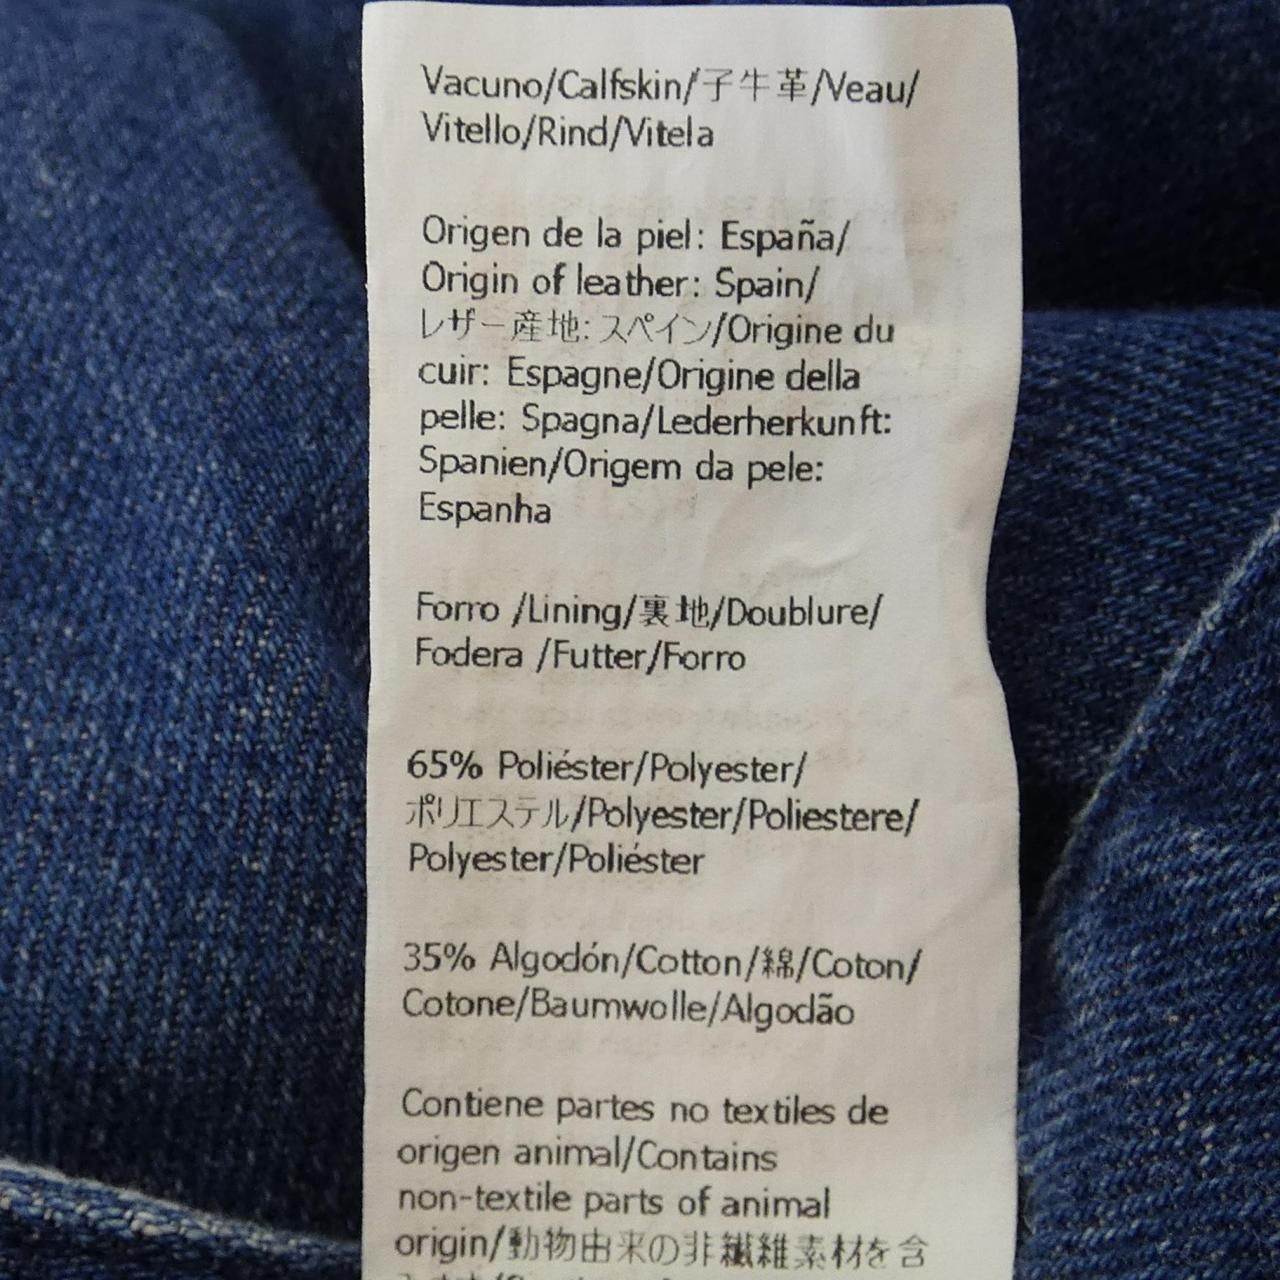 Vacuno/Calfskin/子牛革/Veau/
Vitello/Rind/Vitela
Origen de la piel: España/
Origin of leather: Spain/
レザー産地: スペイン/Origine du
cuir: Espagne/Origine della
pelle: Spagna/Lederherkunft:
Spanien/Origem da pele:
Espanha
Forro /Lining/裏地/Doublure/
Fodera /Futter/Forro
65% Poliéster/Polyester/
ポリエステル/Polyester/Poliestere/
Polyester/Poliéster
35% Algodón/Cotton/綿/Coton/
Cotone/Baumwolle/Algodão
Contiene partes no textiles de
origen animal/Contains
non-textile parts of animal
origin/動物由来の非繊維素材を含